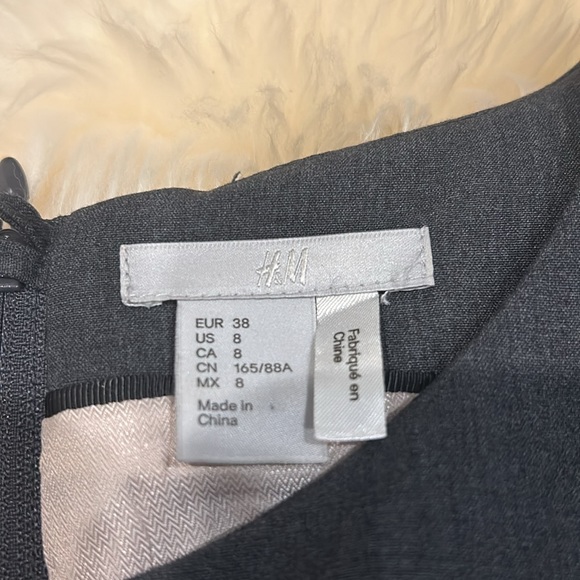 H&M
EUR 38
US 8
CA 8
CN 165/88A
MX 8
Made in
China
Fabriqué en
Chine